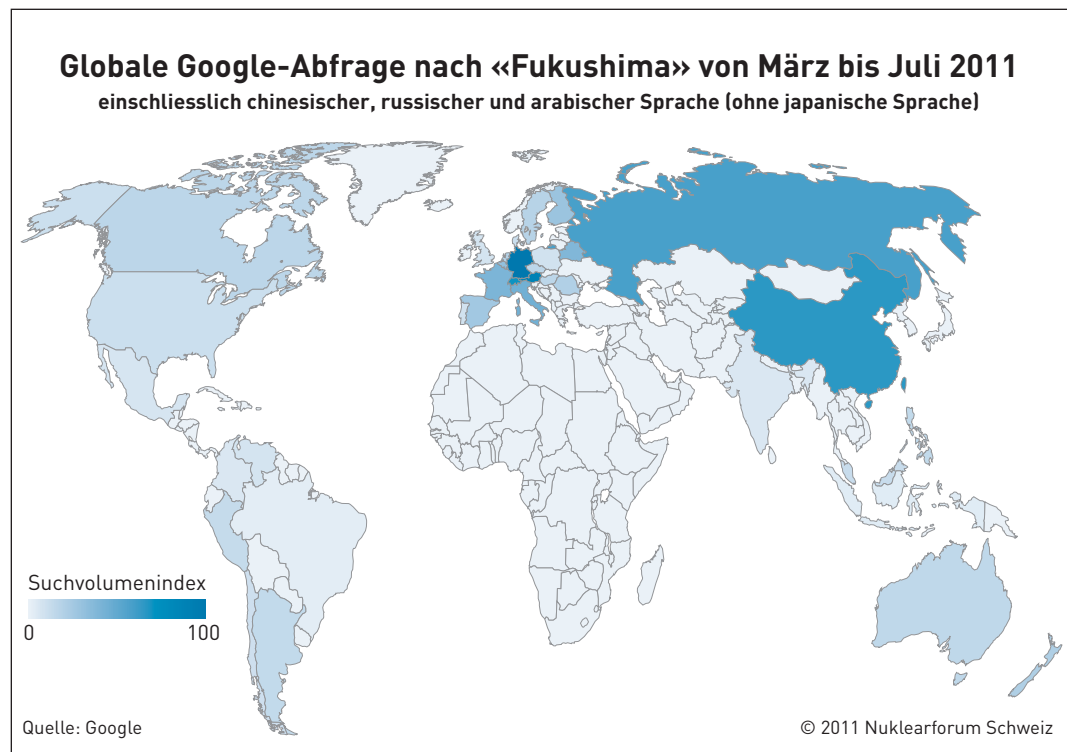 Globale Google-Abfrage nach «Fukushima» von März bis Juli 2011
einschliesslich chinesischer, russischer und arabischer Sprache (ohne japanische Sprache)
Suchvolumenindex
0 100
Quelle: Google
© 2011 Nuklearforum Schweiz